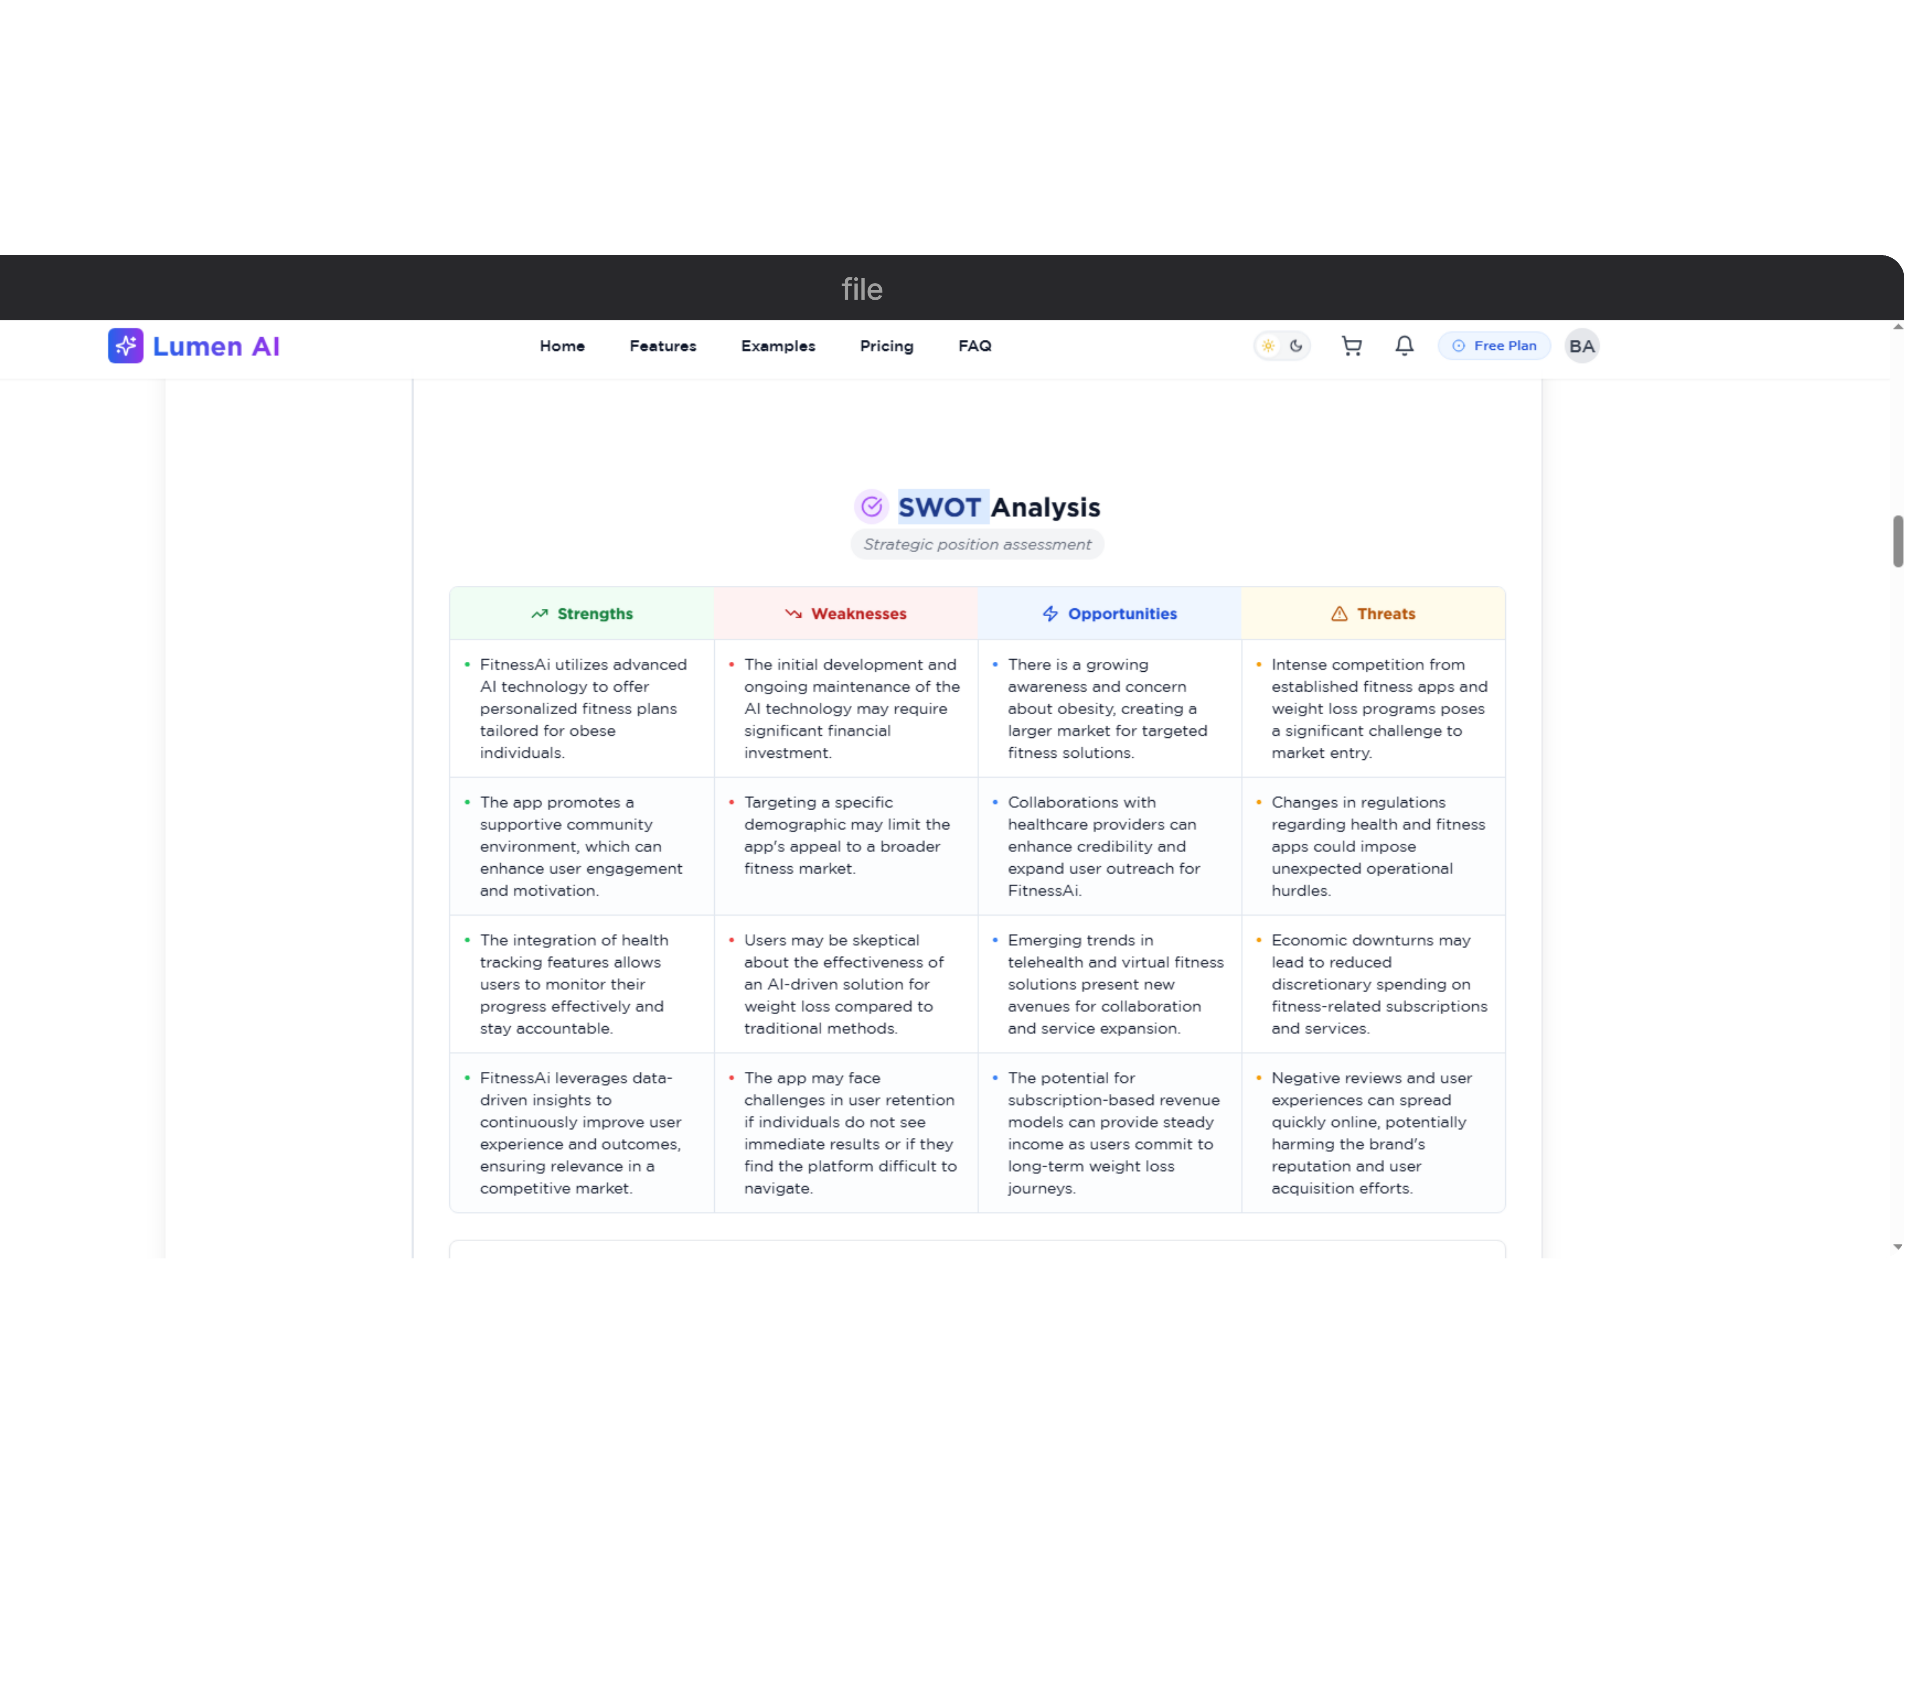 file
Lumen AI
Home Features Examples Pricing FAQ
Free Plan BA
SWOT Analysis
Strategic position assessment
Strengths Weaknesses Opportunities Threats
FitnessAi utilizes advanced
AI technology to offer
personalized fitness plans
tailored for obese
individuals.
The initial development and
ongoing maintenance of the
AI technology may require
significant financial
investment.
There is a growing
awareness and concern
about obesity, creating a
larger market for targeted
fitness solutions.
Intense competition from
established fitness apps and
weight loss programs poses
a significant challenge to
market entry.
The app promotes a
supportive community
environment, which can
enhance user engagement
and motivation.
Targeting a specific
demographic may limit the
app's appeal to a broader
fitness market.
Collaborations with
healthcare providers can
enhance credibility and
expand user outreach for
FitnessAi.
Changes in regulations
regarding health and fitness
apps could impose
unexpected operational
hurdles.
The integration of health
tracking features allows
users to monitor their
progress effectively and
stay accountable.
Users may be skeptical
about the effectiveness of
an AI-driven solution for
weight loss compared to
traditional methods.
Emerging trends in
telehealth and virtual fitness
solutions present new
avenues for collaboration
and service expansion.
Economic downturns may
lead to reduced
discretionary spending on
fitness-related subscriptions
and services.
FitnessAi leverages data-
driven insights to
continuously improve user
experience and outcomes,
ensuring relevance in a
competitive market.
The app may face
challenges in user retention
if individuals do not see
immediate results or if they
find the platform difficult to
navigate.
The potential for
subscription-based revenue
models can provide steady
income as users commit to
long-term weight loss
journeys.
Negative reviews and user
experiences can spread
quickly online, potentially
harming the brand's
reputation and user
acquisition efforts.